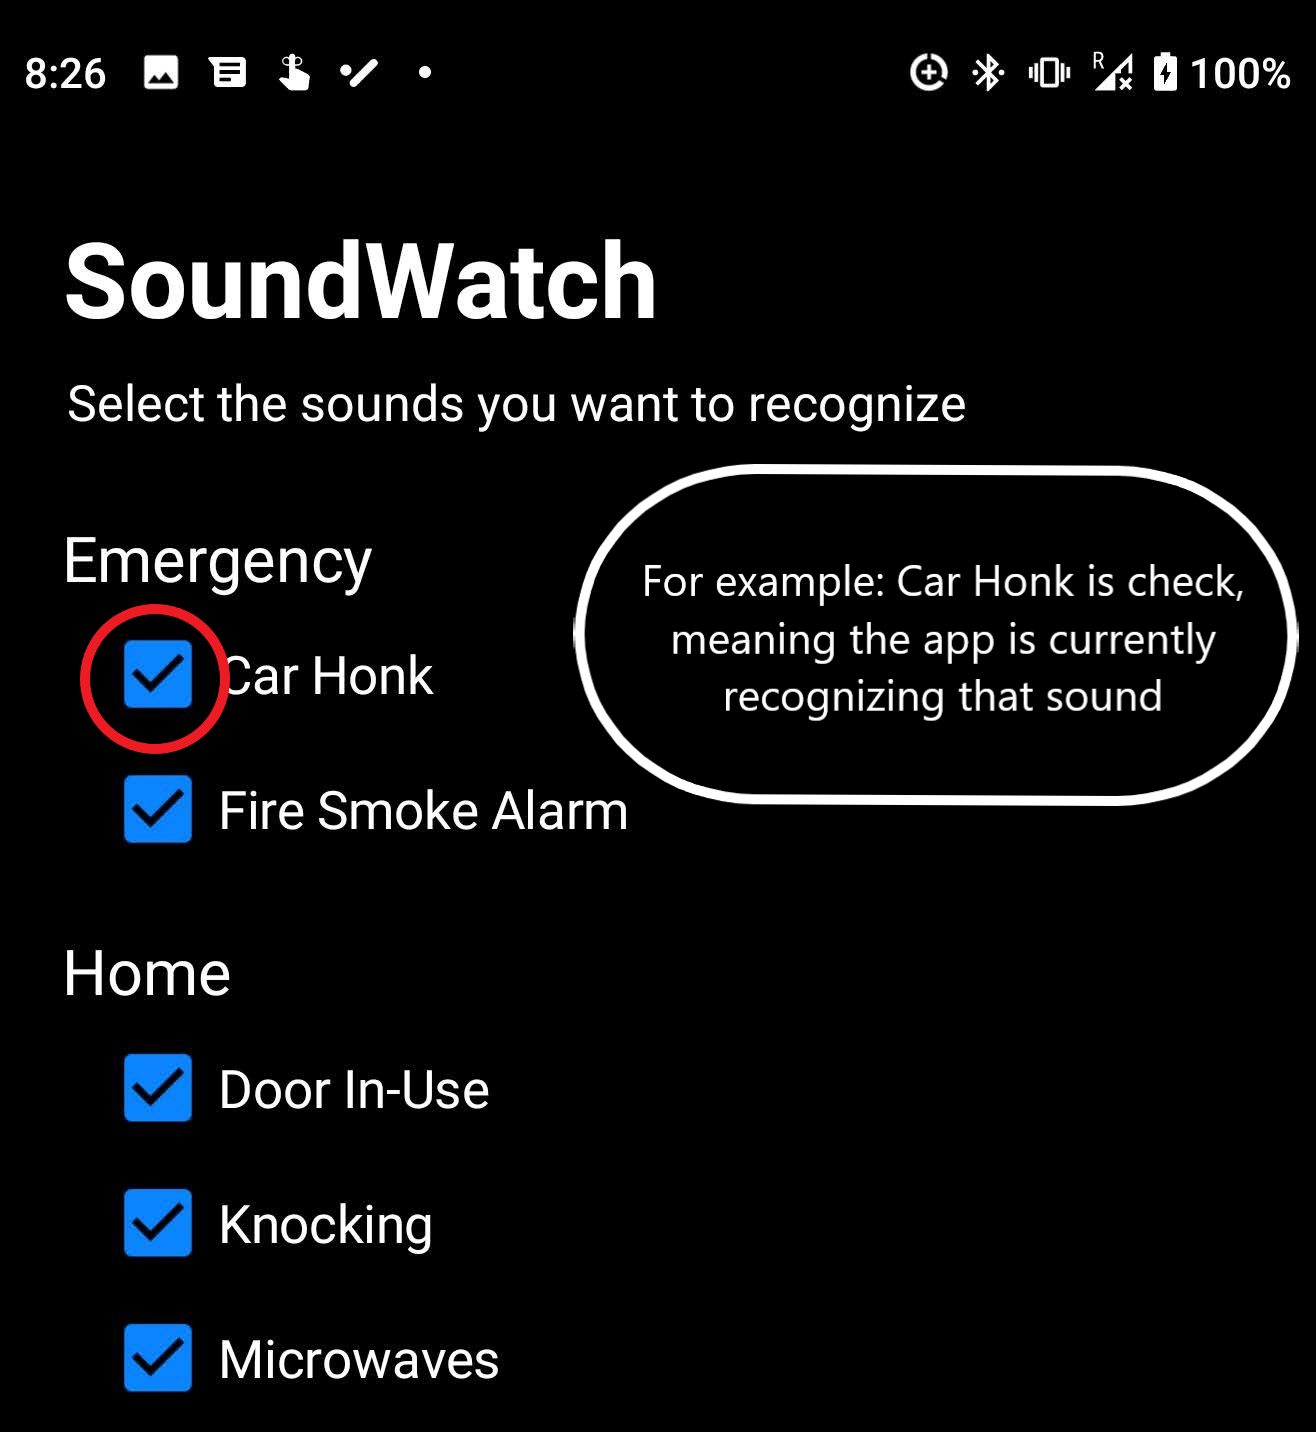 8:26 R 100%
SoundWatch
Select the sounds you want to recognize
Emergency
For example: Car Honk is check,
meaning the app is currently
recognizing that sound
Car Honk
Fire Smoke Alarm
Home
Door In-Use
Knocking
Microwaves